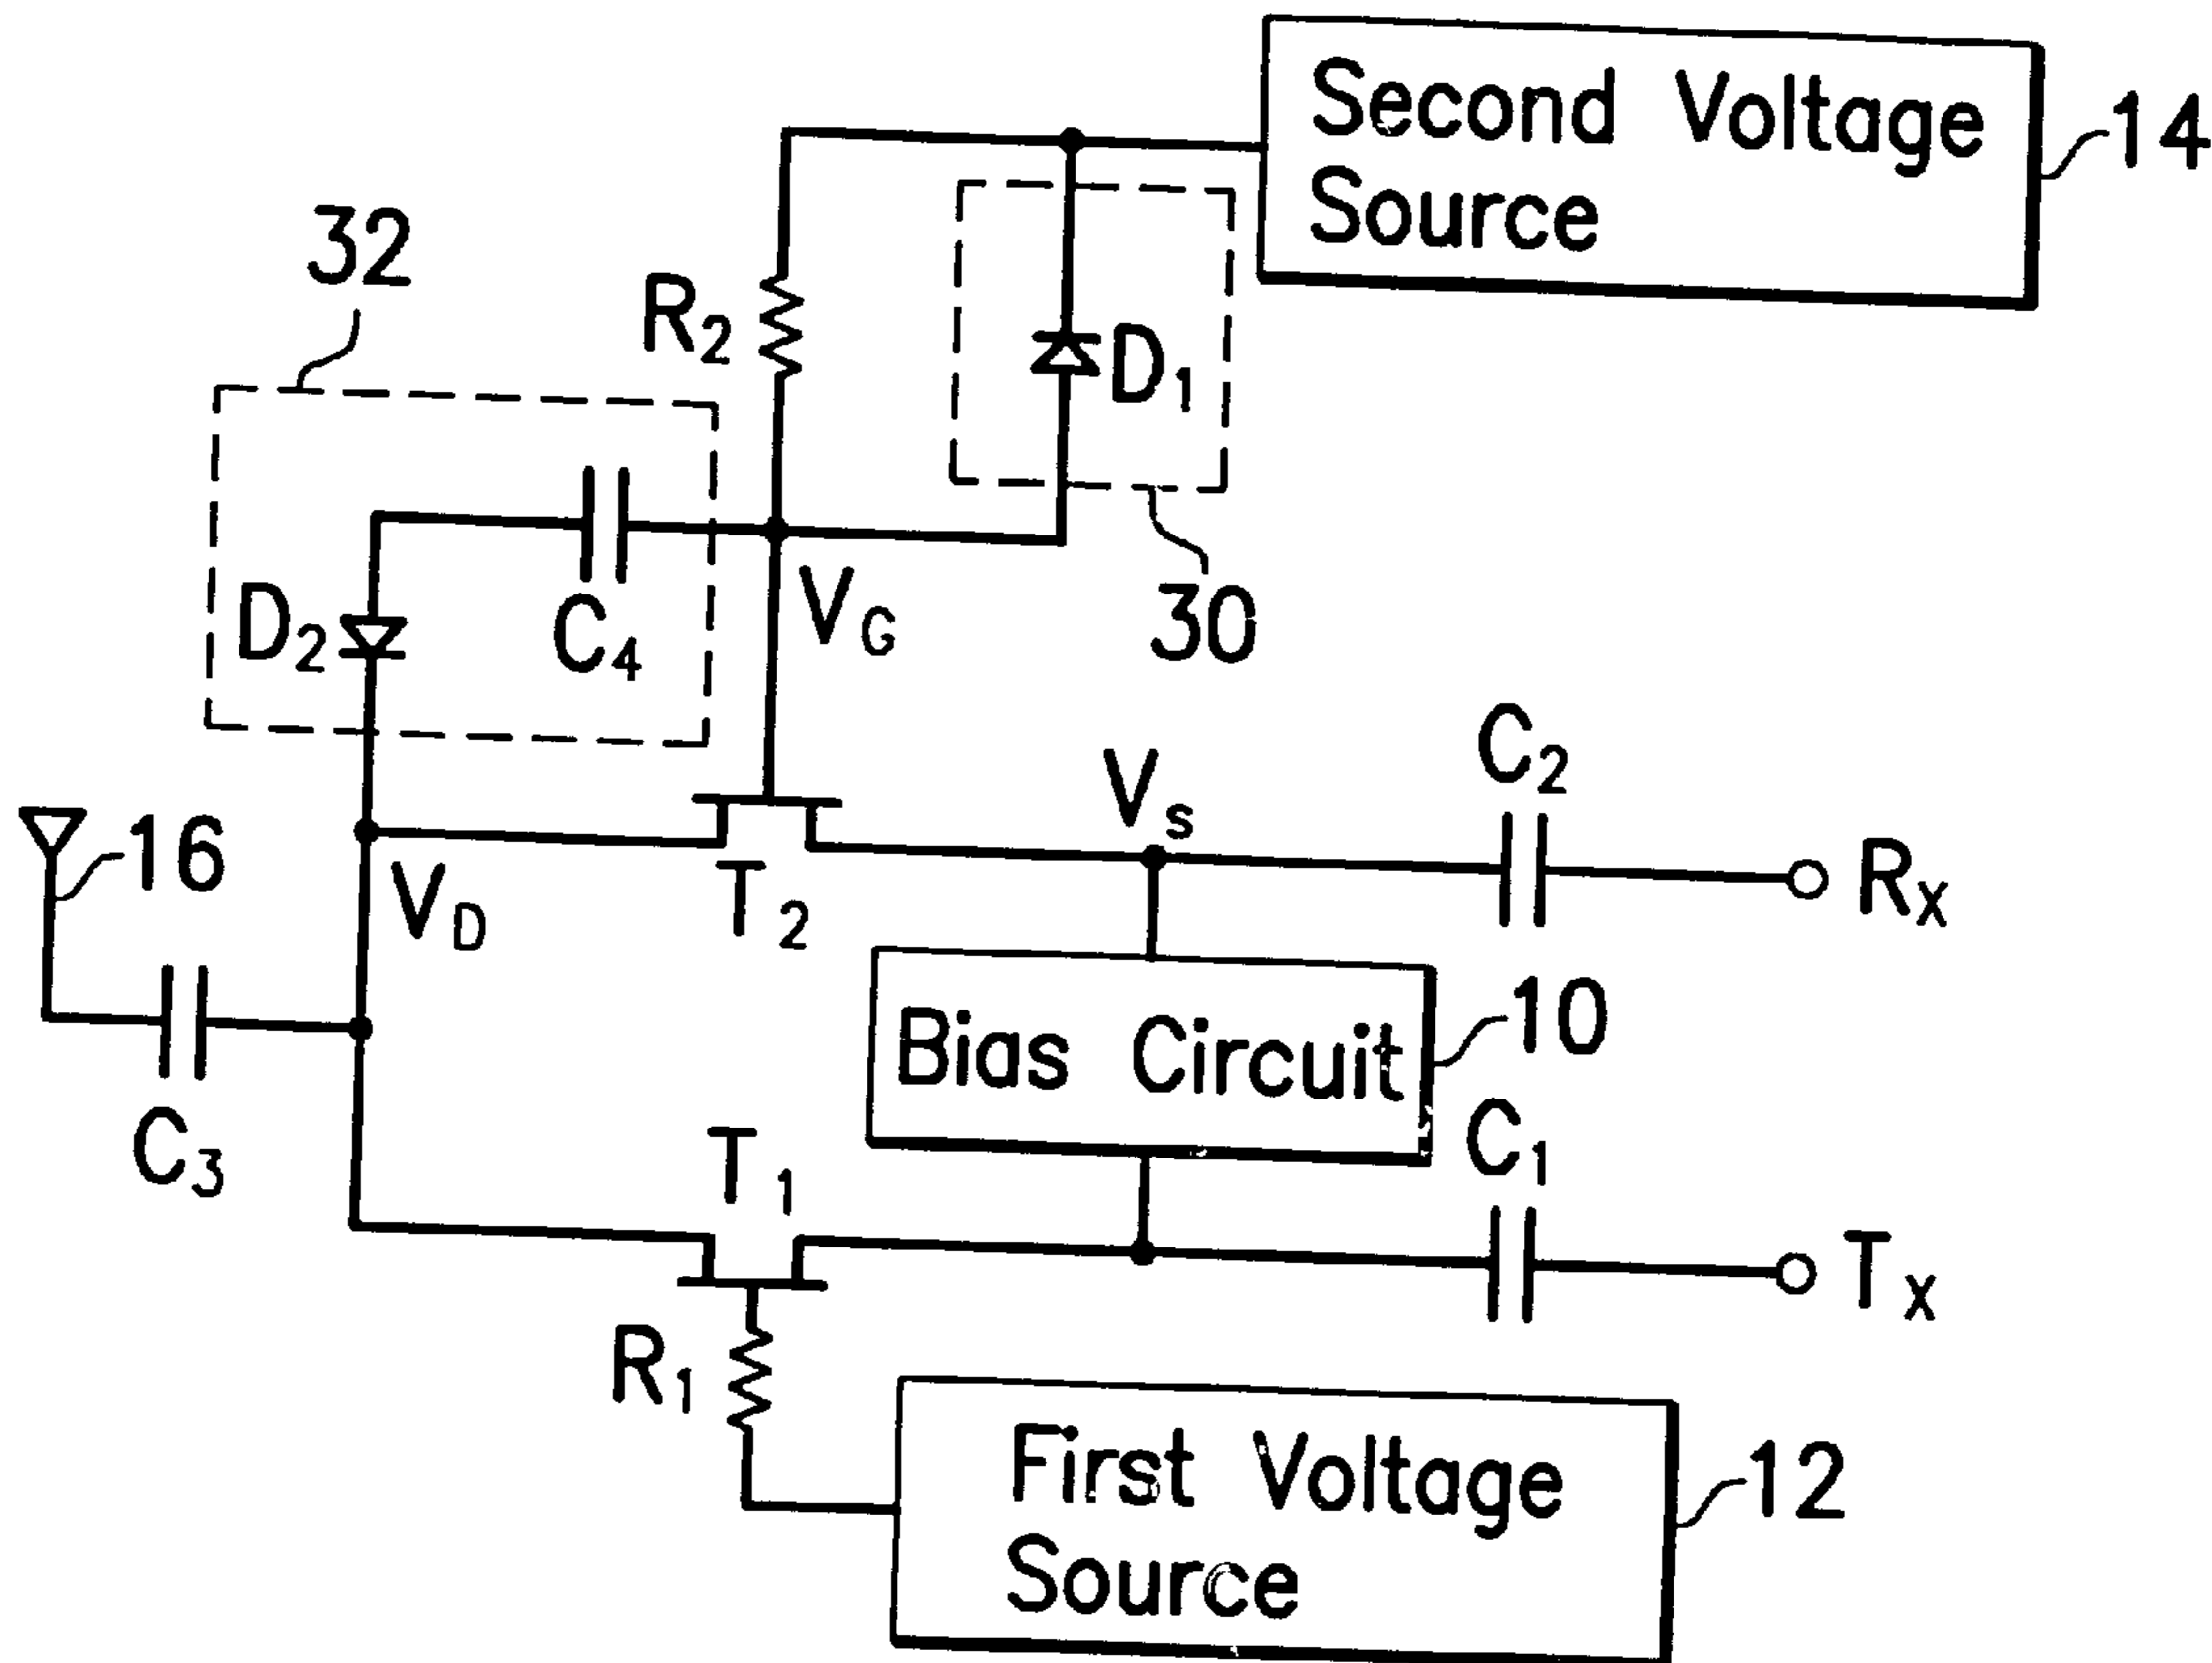 Second Voltage
Source
14
32
R2
D1
D2
C4
VG
30
C2
Vs
16
RX
VD
T2
10
Bias Circuit
C1
C3
T1
TX
R1
First Voltage
Source
12